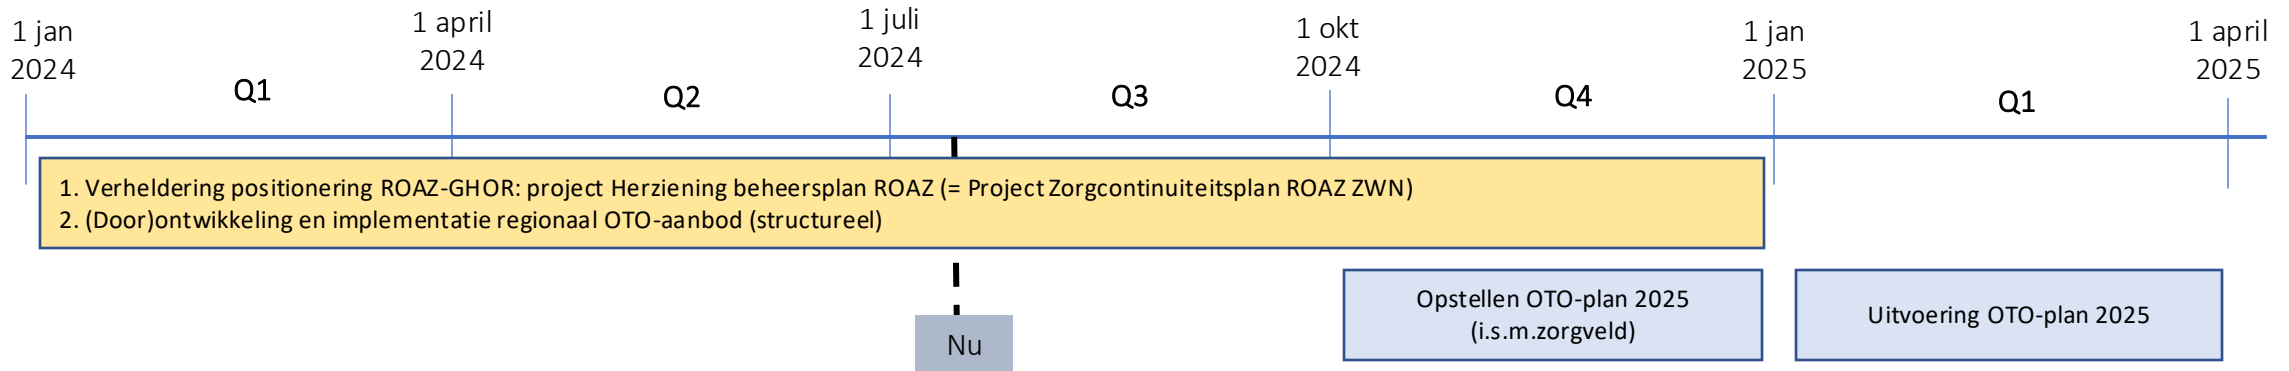 1 jan
2024
1 april
2024
1 juli
2024
1 okt
2024
1 jan
2025
1 april
2025
Q1
Q2
Q3
Q4
Q1
1. Verheldering positionering ROAZ-GHOR: project Herziening beheersplan ROAZ (= Project Zorgcontinuiteitsplan ROAZ ZWN)
2. (Door)ontwikkeling en implementatie regionaal OTO-aanbod (structureel)
Opstellen OTO-plan 2025
(i.s.m.zorgveld)
Uitvoering OTO-plan 2025
Nu